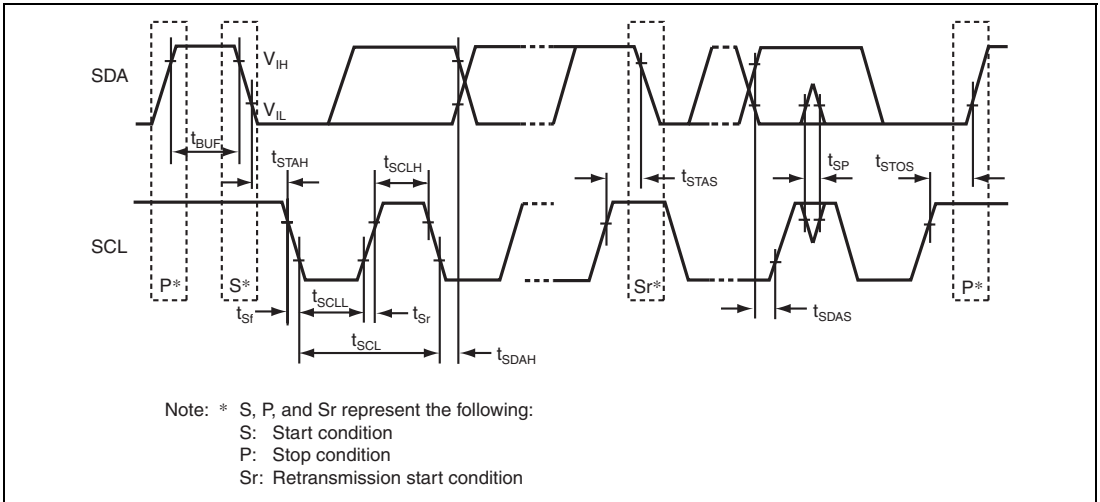 SDA
V_IH
V_IL
t_BUF
t_STAH
t_SCLH
t_STAS
t_SP
t_STOS
SCL
P*
S*
Sr*
P*
t_Sf
t_SCLL
t_Sr
t_SCL
t_SDAH
t_SDAS
Note: * S, P, and Sr represent the following:
S: Start condition
P: Stop condition
Sr: Retransmission start condition